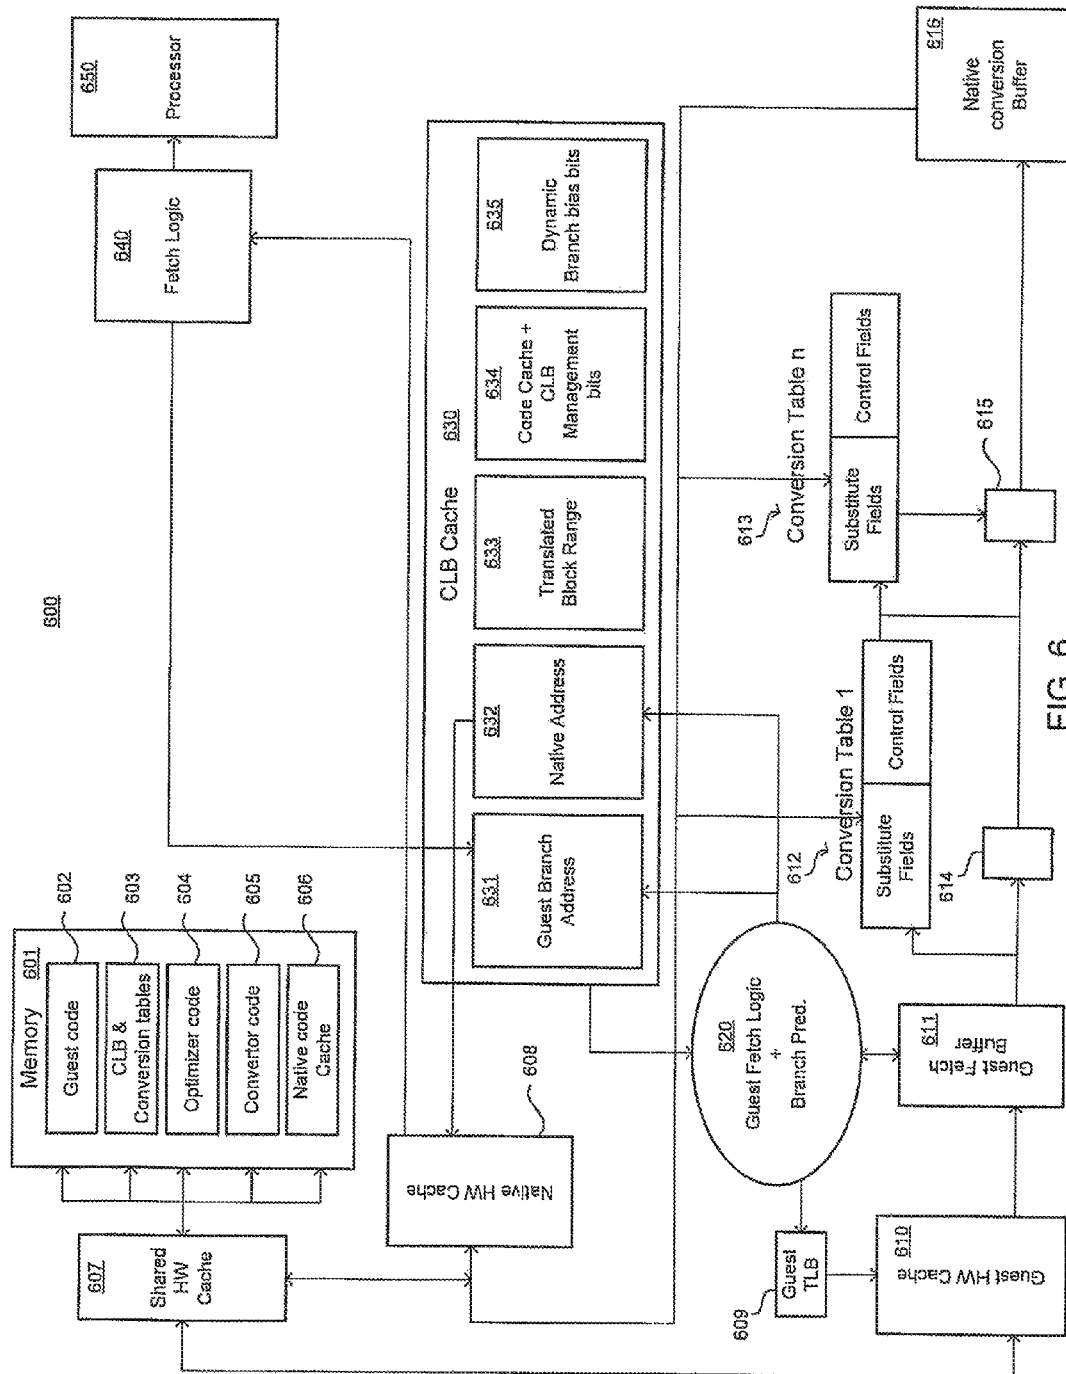 600
Memory
601
Guest code
602
CLB &
Conversion tables
603
Optimizer code
604
Convertor code
605
Native code
Cache
606
607
Shared
HW
Cache
608
Native HW Cache
640
Fetch Logic
650
Processor
CLB Cache
630
631
Guest Branch
Address
632
Native Address
633
Translated
Block Range
634
Code Cache +
CLB
Management
bits
635
Dynamic
Branch bias bits
620
Guest Fetch Logic
+
Branch Pred.
609
Guest
TLB
610
Guest HW Cache
611
Guest Fetch
Buffer
612
Conversion Table 1
Substitute
Fields
Control Fields
614
613
Conversion Table n
Substitute
Fields
Control Fields
615
616
Native
conversion
Buffer
FIG. 6